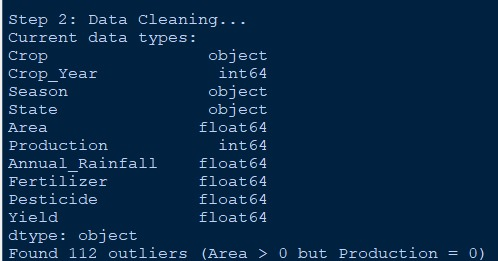 Step 2: Data Cleaning...
Current data types:
Crop object
Crop_Year int64
Season object
State object
Area float64
Production int64
Annual_Rainfall float64
Fertilizer float64
Pesticide float64
Yield float64
dtype: object
Found 112 outliers (Area > 0 but Production = 0)